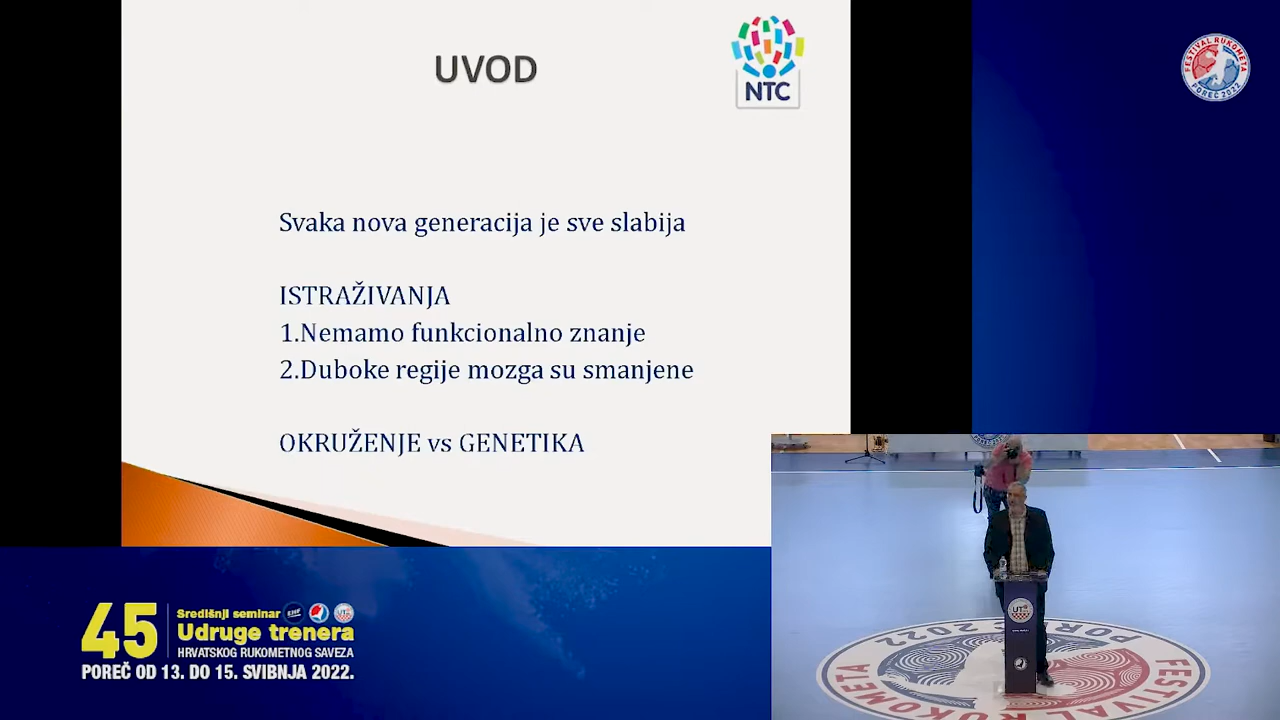 UVOD
NTC
FESTIVAL RUKOMETA
POREČ 2022
Svaka nova generacija je sve slabija
ISTRAŽIVANJA
1.Nemamo funkcionalno znanje
2.Duboke regije mozga su smanjene
OKRUŽENJE vs GENETIKA
45
Središnji seminar
Udruge trenera
HRVATSKOG RUKOMETNOG SAVEZA
POREČ OD 13. DO 15. SVIBNJA 2022.
UT
POREČ 2022
FESTIVAL RUKOMETA